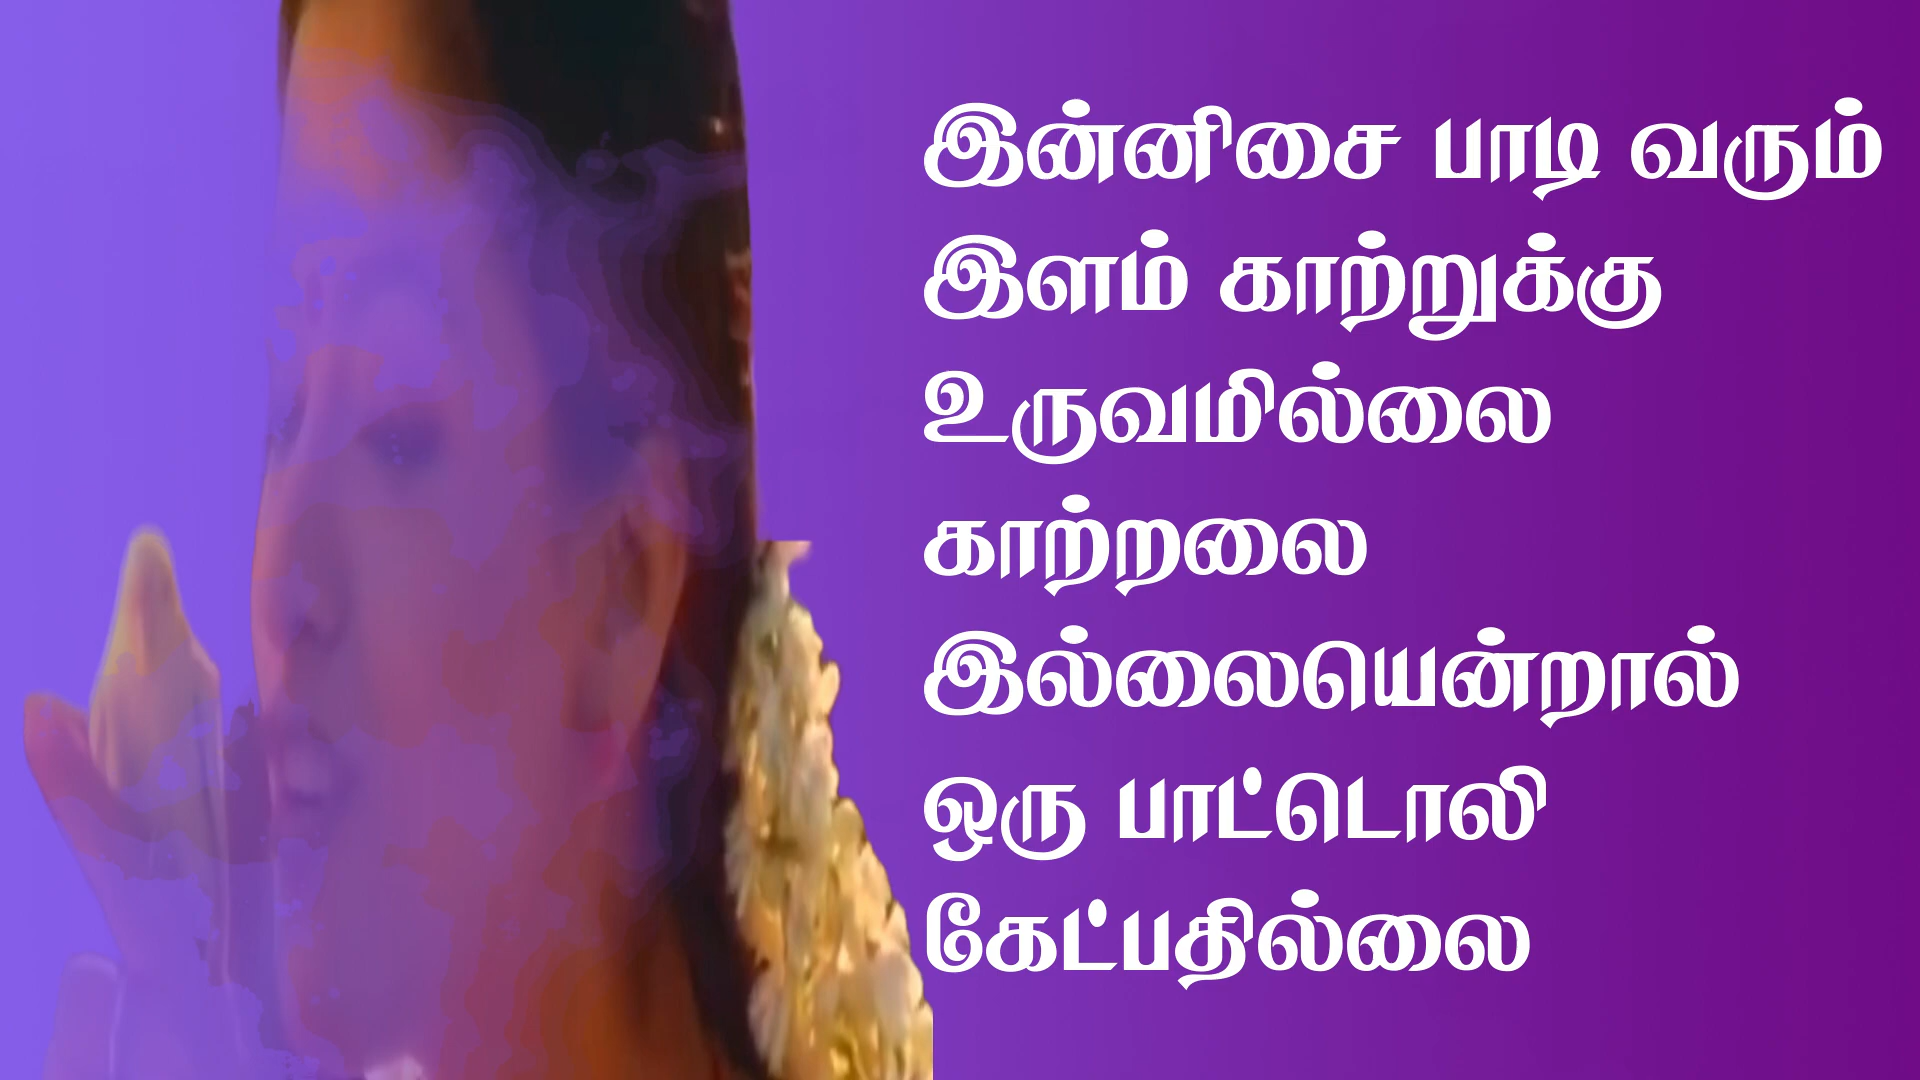 இன்னிசை பாடி வரும்
இளம் காற்றுக்கு
உருவமில்லை
காற்றலை
இல்லையென்றால்
ஒரு பாட்டொலி
கேட்பதில்லை